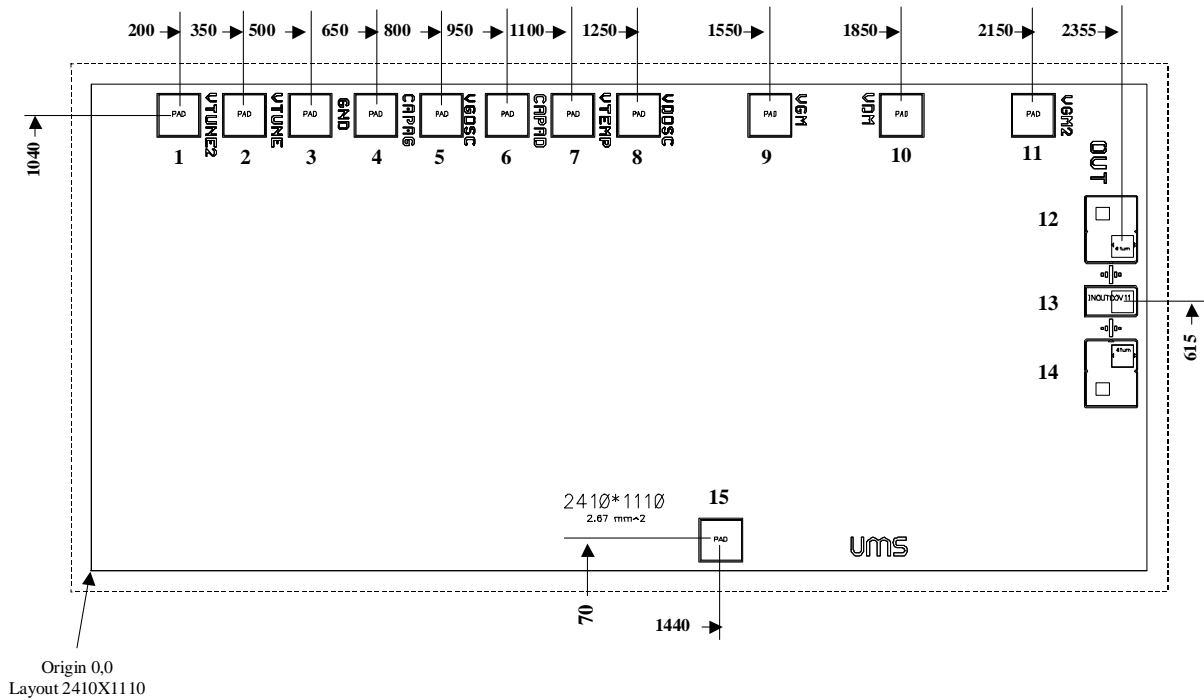 200 350 500 650 800 950 1100 1250 1550 1850 2150 2355
1040
PAD VTUNE2 PAD VTUNE PAD GND PAD CAPAG PAD VGOSC PAD CAPAD PAD VTEMP PAD VDOSC PAD VGM PAD VDM PAD VGM2
1 2 3 4 5 6 7 8 9 10 11
OUT
12
41um
13
INOUTCOV11
615
41um
14
2410*1110
2.67 mm^2
15
PAD
UMS
70
1440
Origin 0,0
Layout 2410X1110